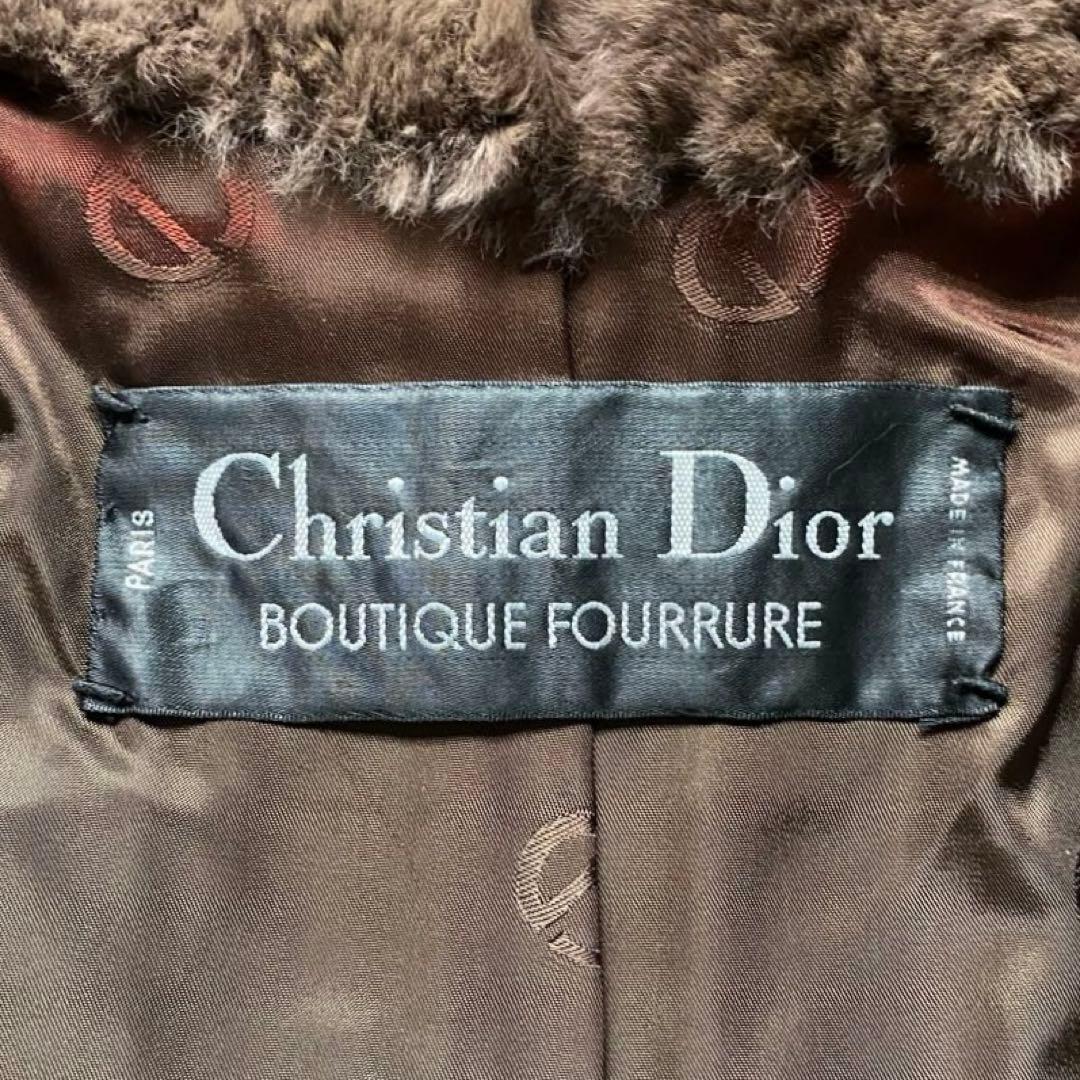 PARIS
Christian Dior
BOUTIQUE FOURRURE
MADE IN FRANCE